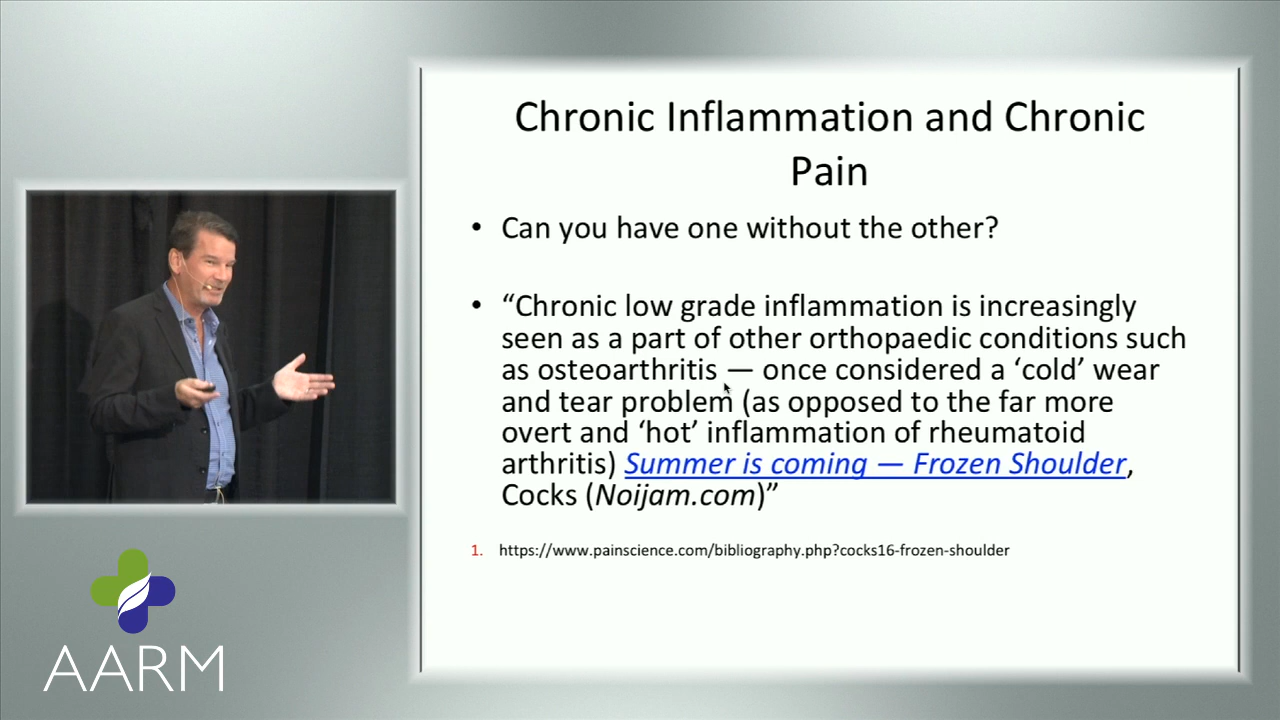 Chronic Inflammation and Chronic
Pain
• Can you have one without the other?
• “Chronic low grade inflammation is increasingly
seen as a part of other orthopaedic conditions such
as osteoarthritis — once considered a ‘cold’ wear
and tear problem (as opposed to the far more
overt and ‘hot’ inflammation of rheumatoid
arthritis) Summer is coming — Frozen Shoulder,
Cocks (Noijam.com)”
1. https://www.painscience.com/bibliography.php?cocks16-frozen-shoulder
AARM